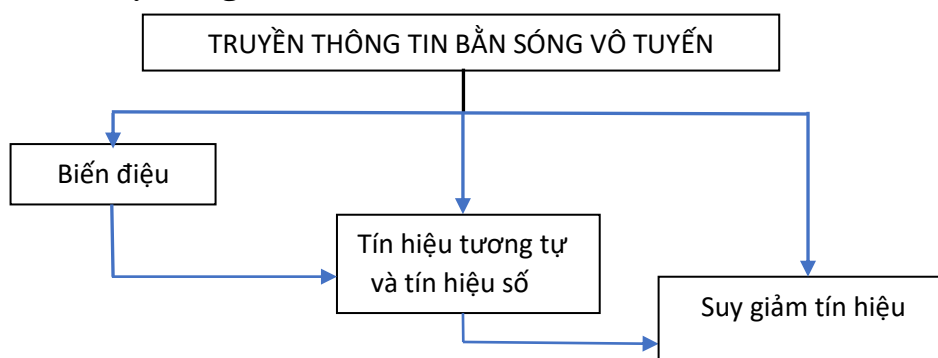 TRUYỀN THÔNG TIN BẰN SÓNG VÔ TUYẾN
Biến điệu
Tín hiệu tương tự
và tín hiệu số
Suy giảm tín hiệu